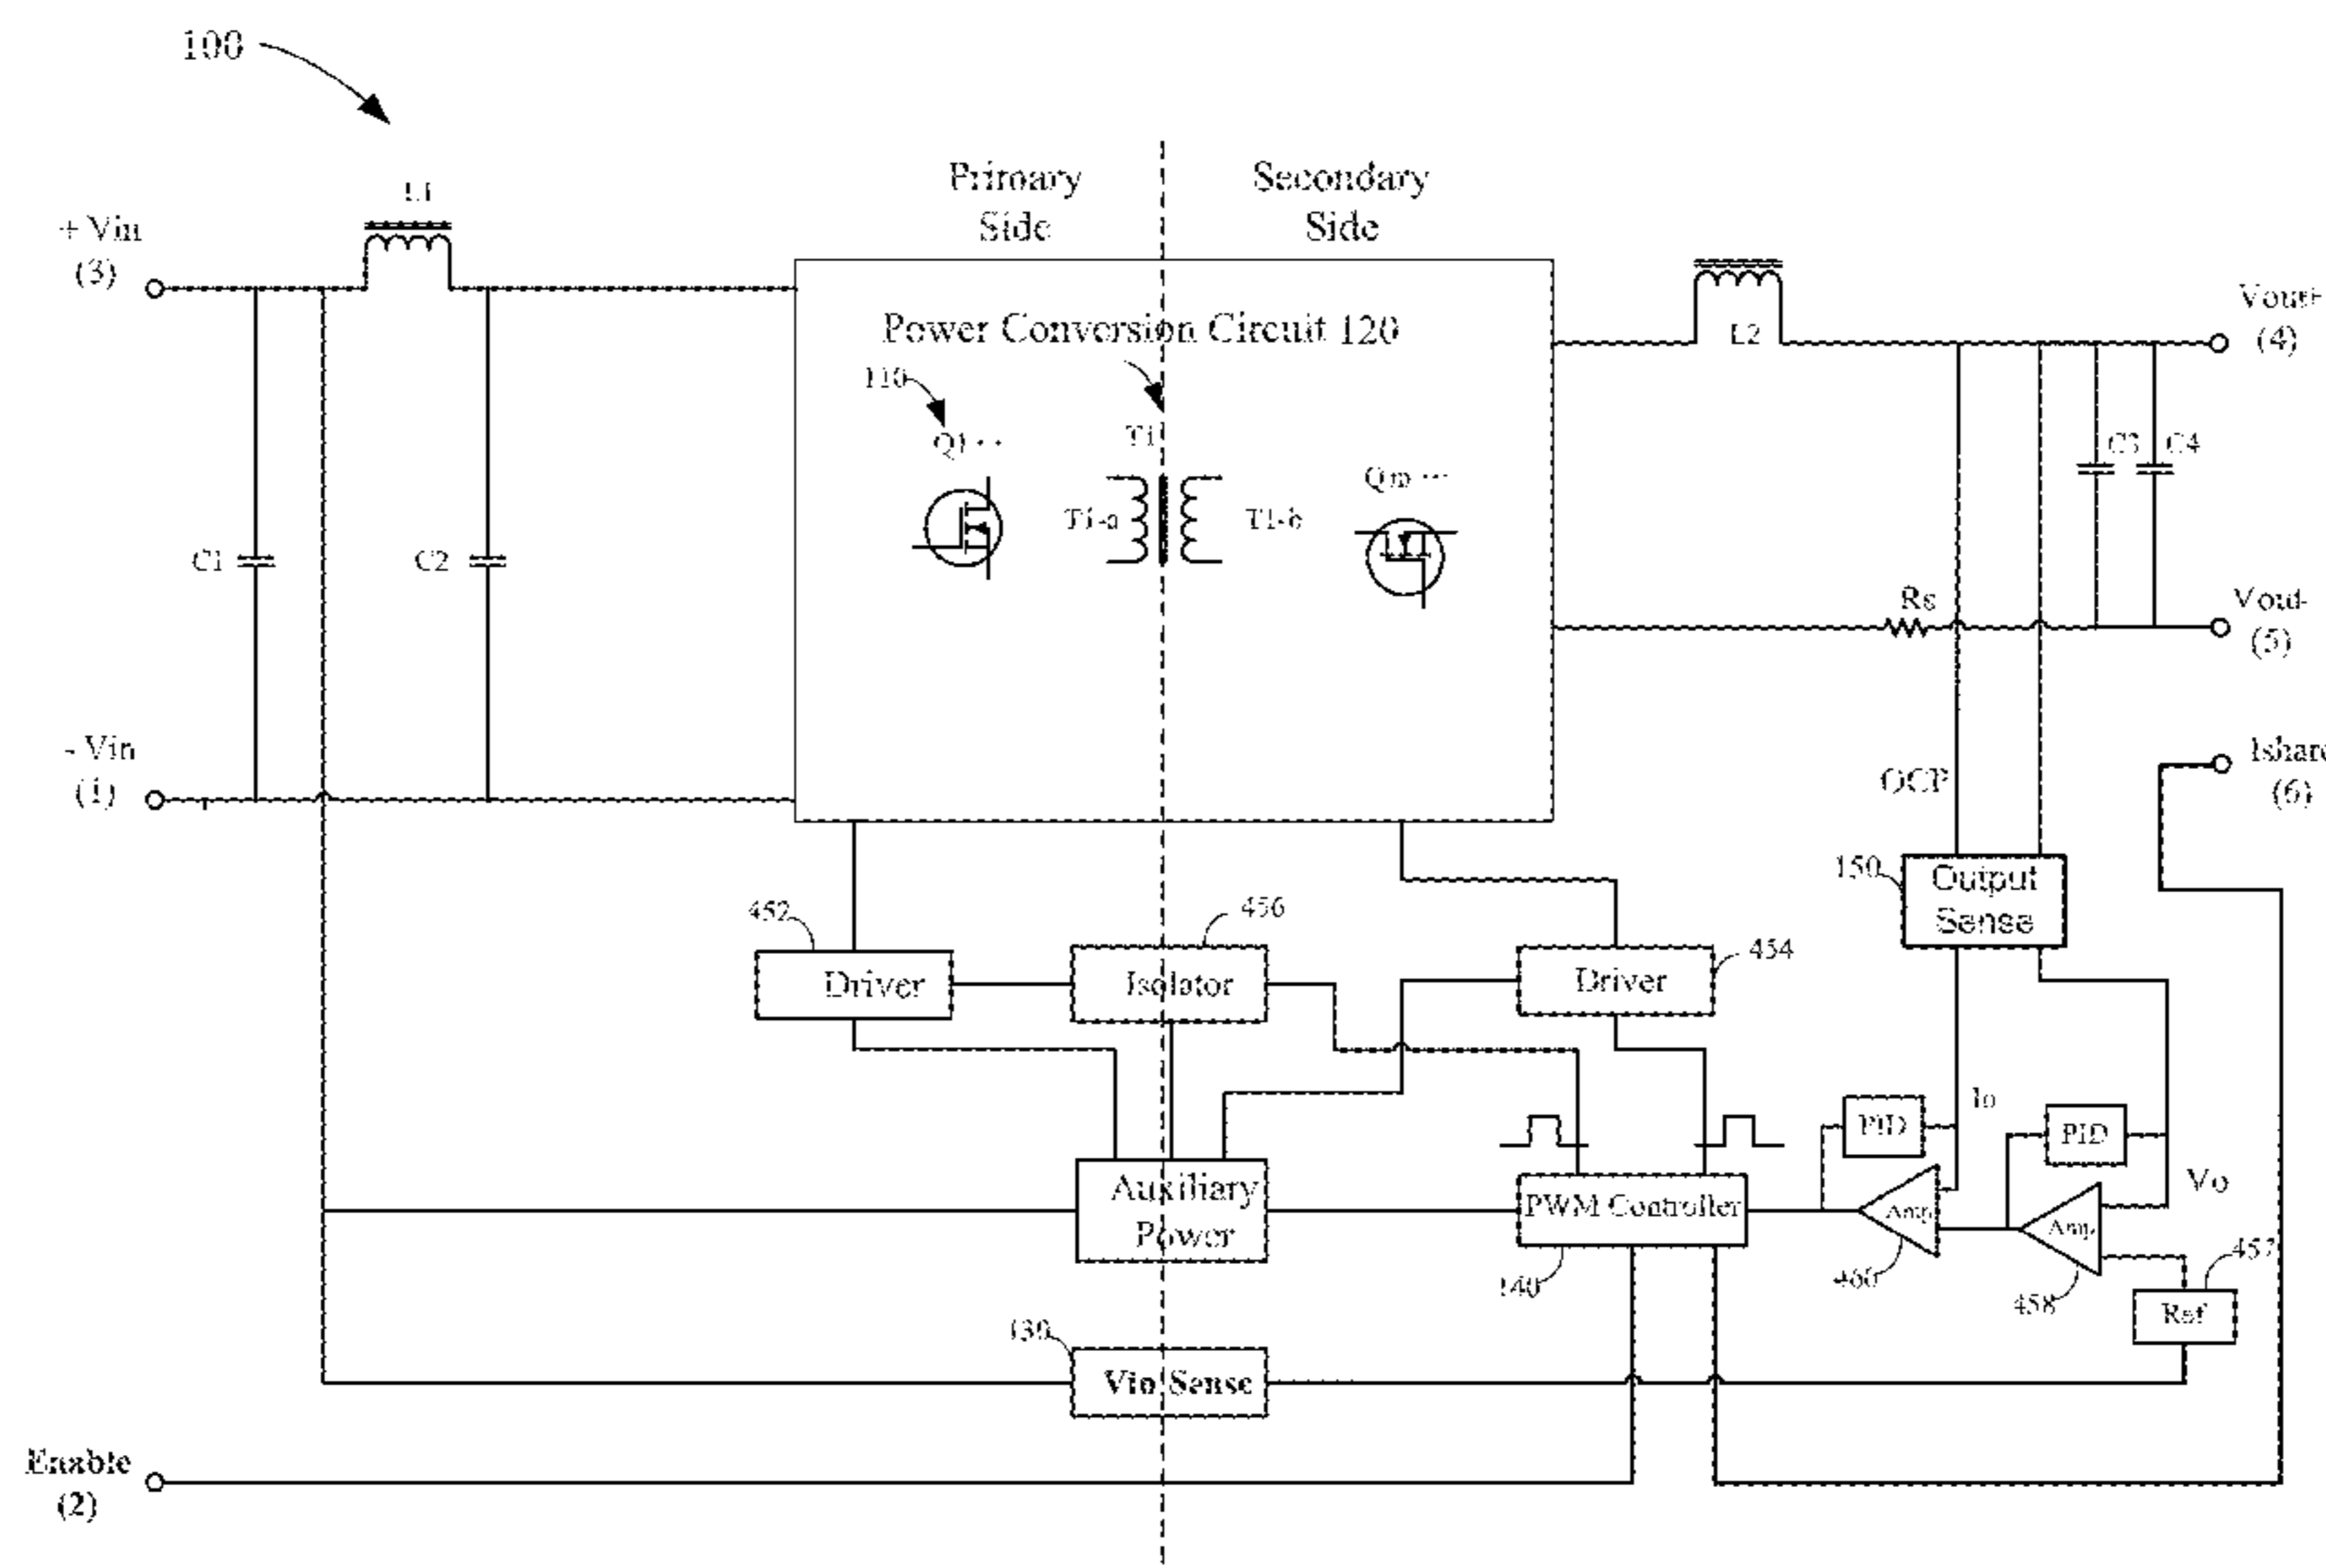 100
Primary
Side
Secondary
Side
L1
+ Vin
(3)
Power Conversion Circuit 120
110
Q1 ··
T1
T1-a
T1-b
Qm ···
L2
Vout+
(4)
C3
C4
C1
C2
Rs
Vout-
(5)
- Vin
(1)
Ishare
(6)
OCP
150
Output
Sense
452
Driver
456
Isolator
454
Driver
PID
Io
PID
Vo
Auxiliary
Power
PWM Controller
140
Amp
460
Amp
458
457
Ref
130
Vin Sense
Enable
(2)